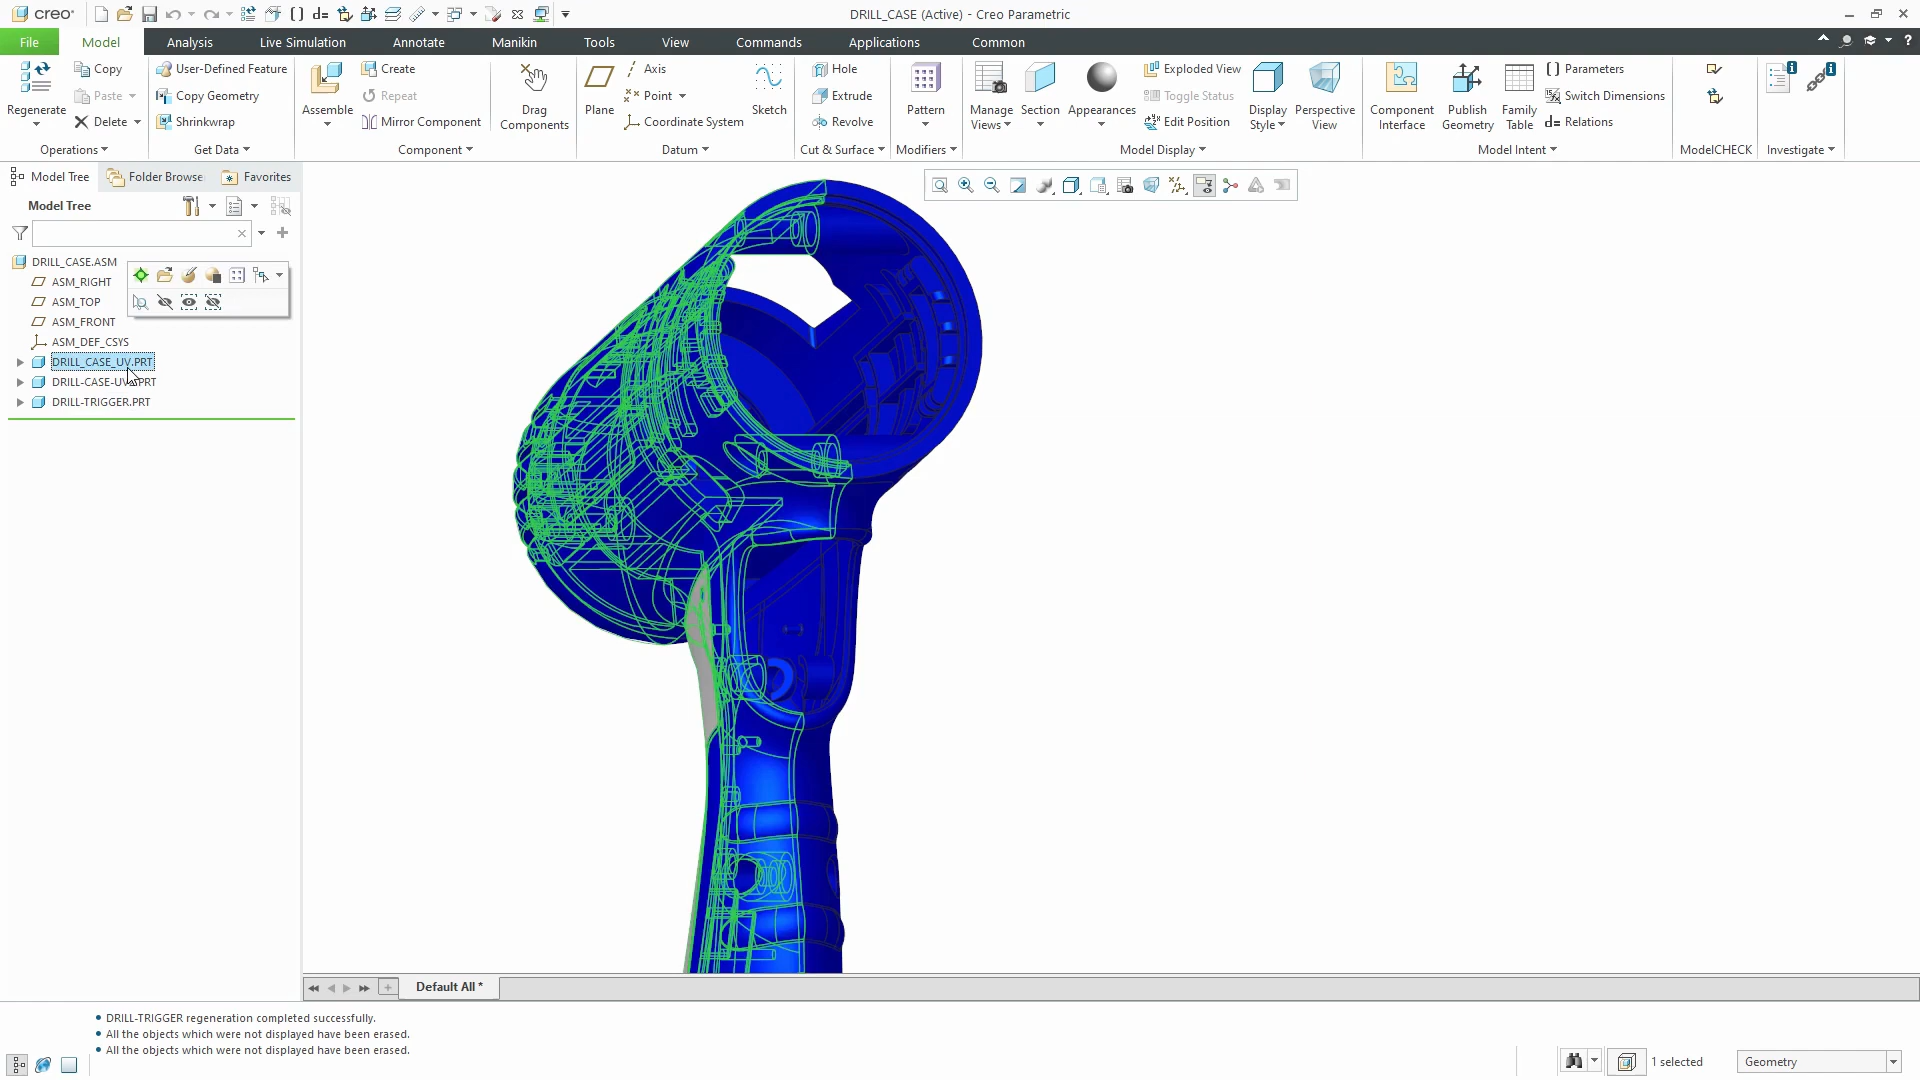 creo
d=
DRILL_CASE (Active) - Creo Parametric
File
Model
Analysis
Live Simulation
Annotate
Manikin
Tools
View
Commands
Applications
Common
Regenerate
Copy
Paste
Delete
Operations
User-Defined Feature
Copy Geometry
Shrinkwrap
Get Data
Assemble
Create
Repeat
Mirror Component
Drag
Components
Component
Plane
Axis
Point
Coordinate System
Sketch
Datum
Hole
Extrude
Revolve
Cut & Surface
Pattern
Modifiers
Manage
Views
Section
Appearances
Exploded View
Toggle Status
Edit Position
Display
Style
Perspective
View
Model Display
Component
Interface
Publish
Geometry
Family
Table
Parameters
Switch Dimensions
d= Relations
Model Intent
ModelCHECK
Investigate
Model Tree
Folder Browse
Favorites
Model Tree
DRILL_CASE.ASM
ASM_RIGHT
ASM_TOP
ASM_FRONT
ASM_DEF_CSYS
DRILL_CASE_UV.PRT
DRILL-TRIGGER.PRT
Default All *
• DRILL-TRIGGER regeneration completed successfully.
• All the objects which were not displayed have been erased.
• All the objects which were not displayed have been erased.
1 selected
Geometry